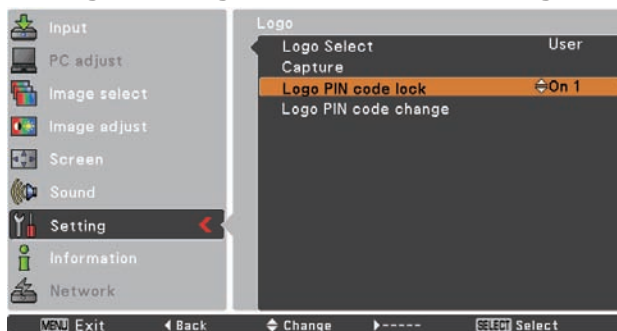 Input
PC adjust
Image select
Image adjust
Screen
Sound
Setting
Information
Network
Logo
Logo Select User
Capture
Logo PIN code lock On 1
Logo PIN code change
MENU Exit Back Change ----- SELECT Select